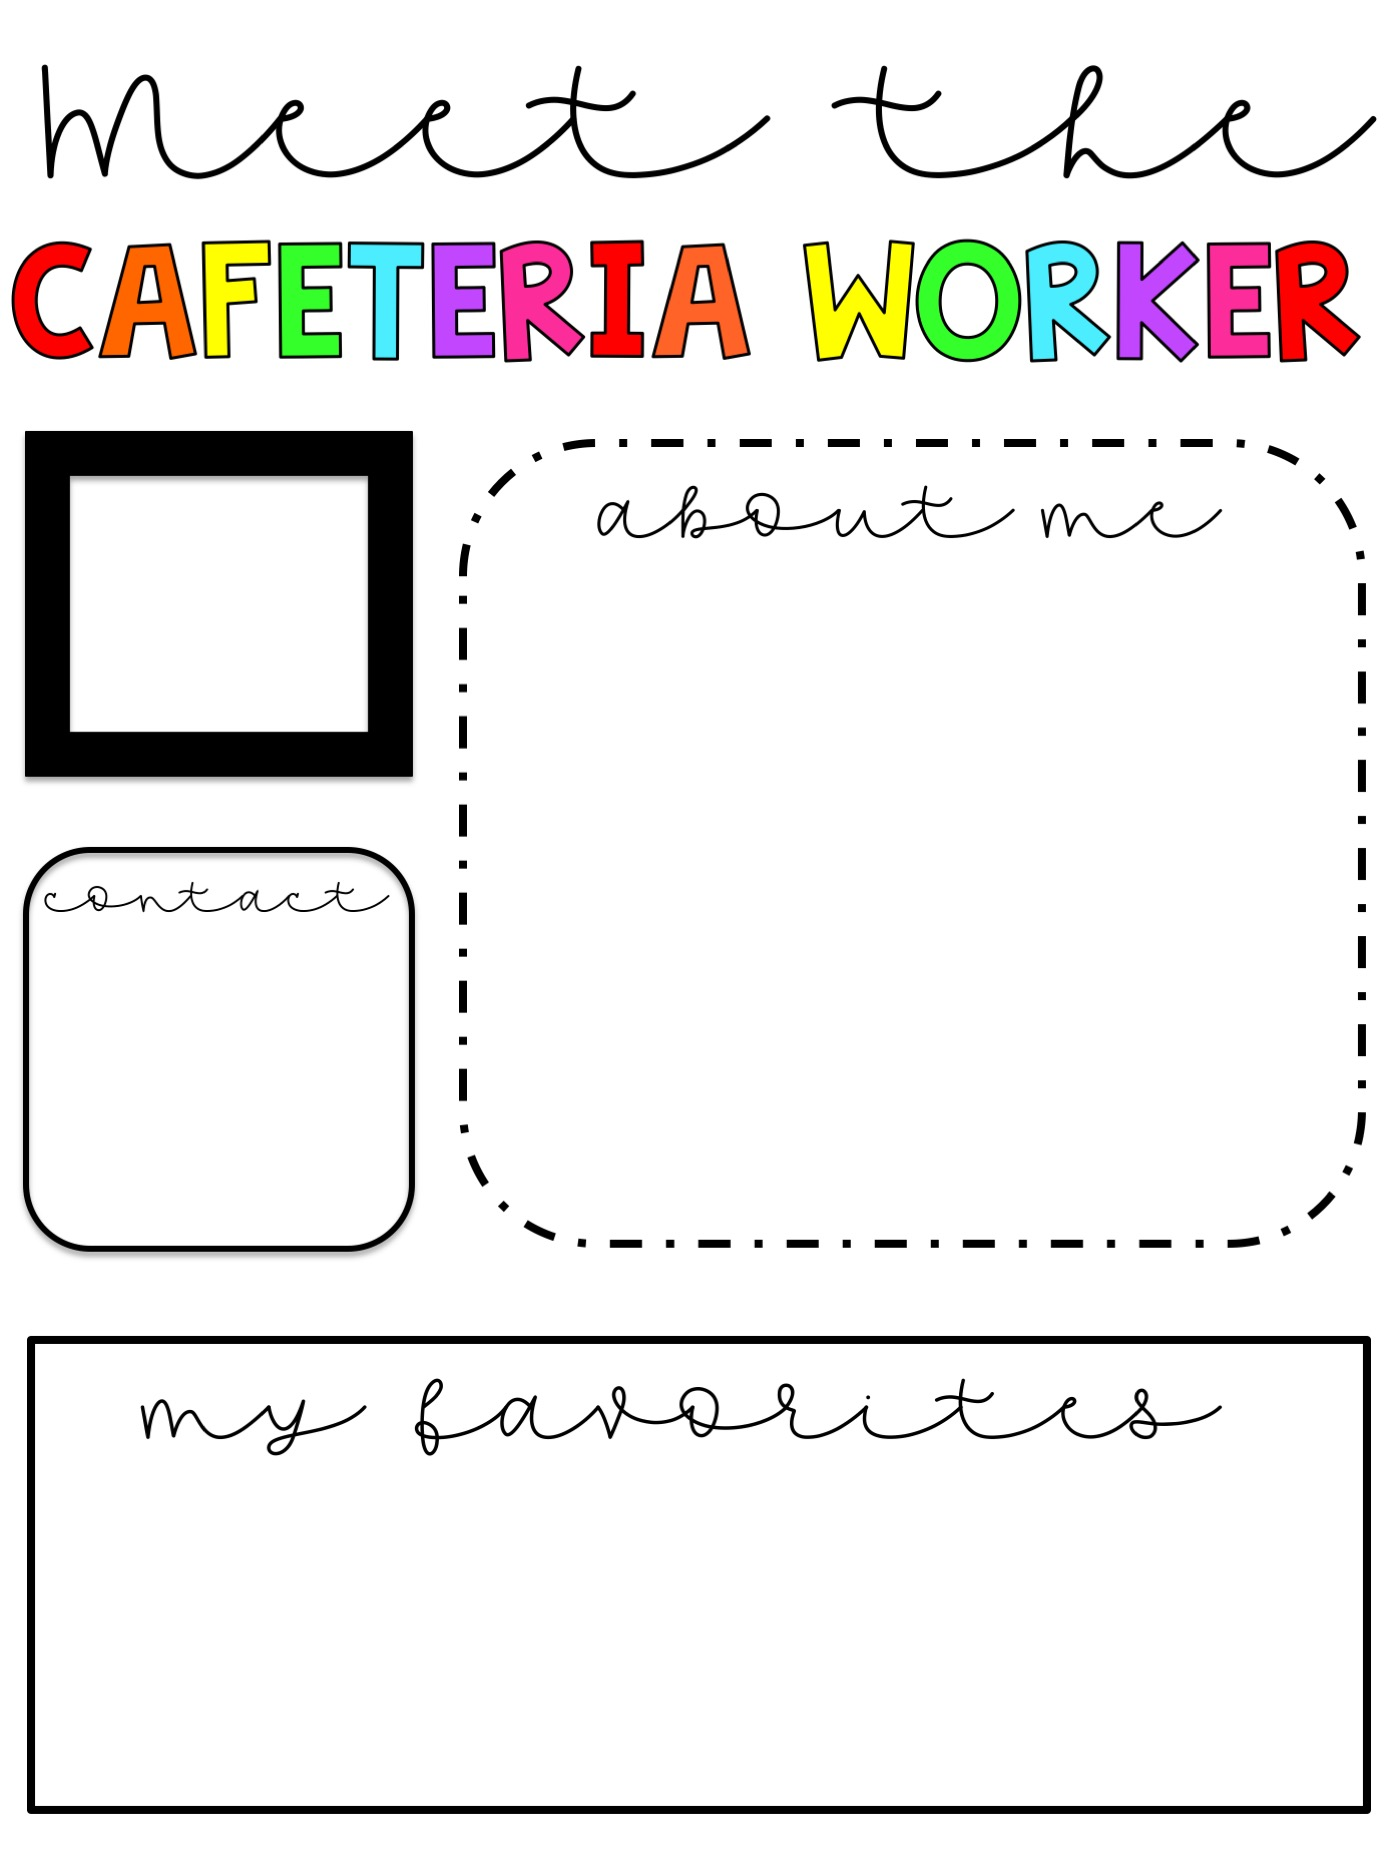 Meet the
CAFETERIA WORKER
about me
contact
my favorites